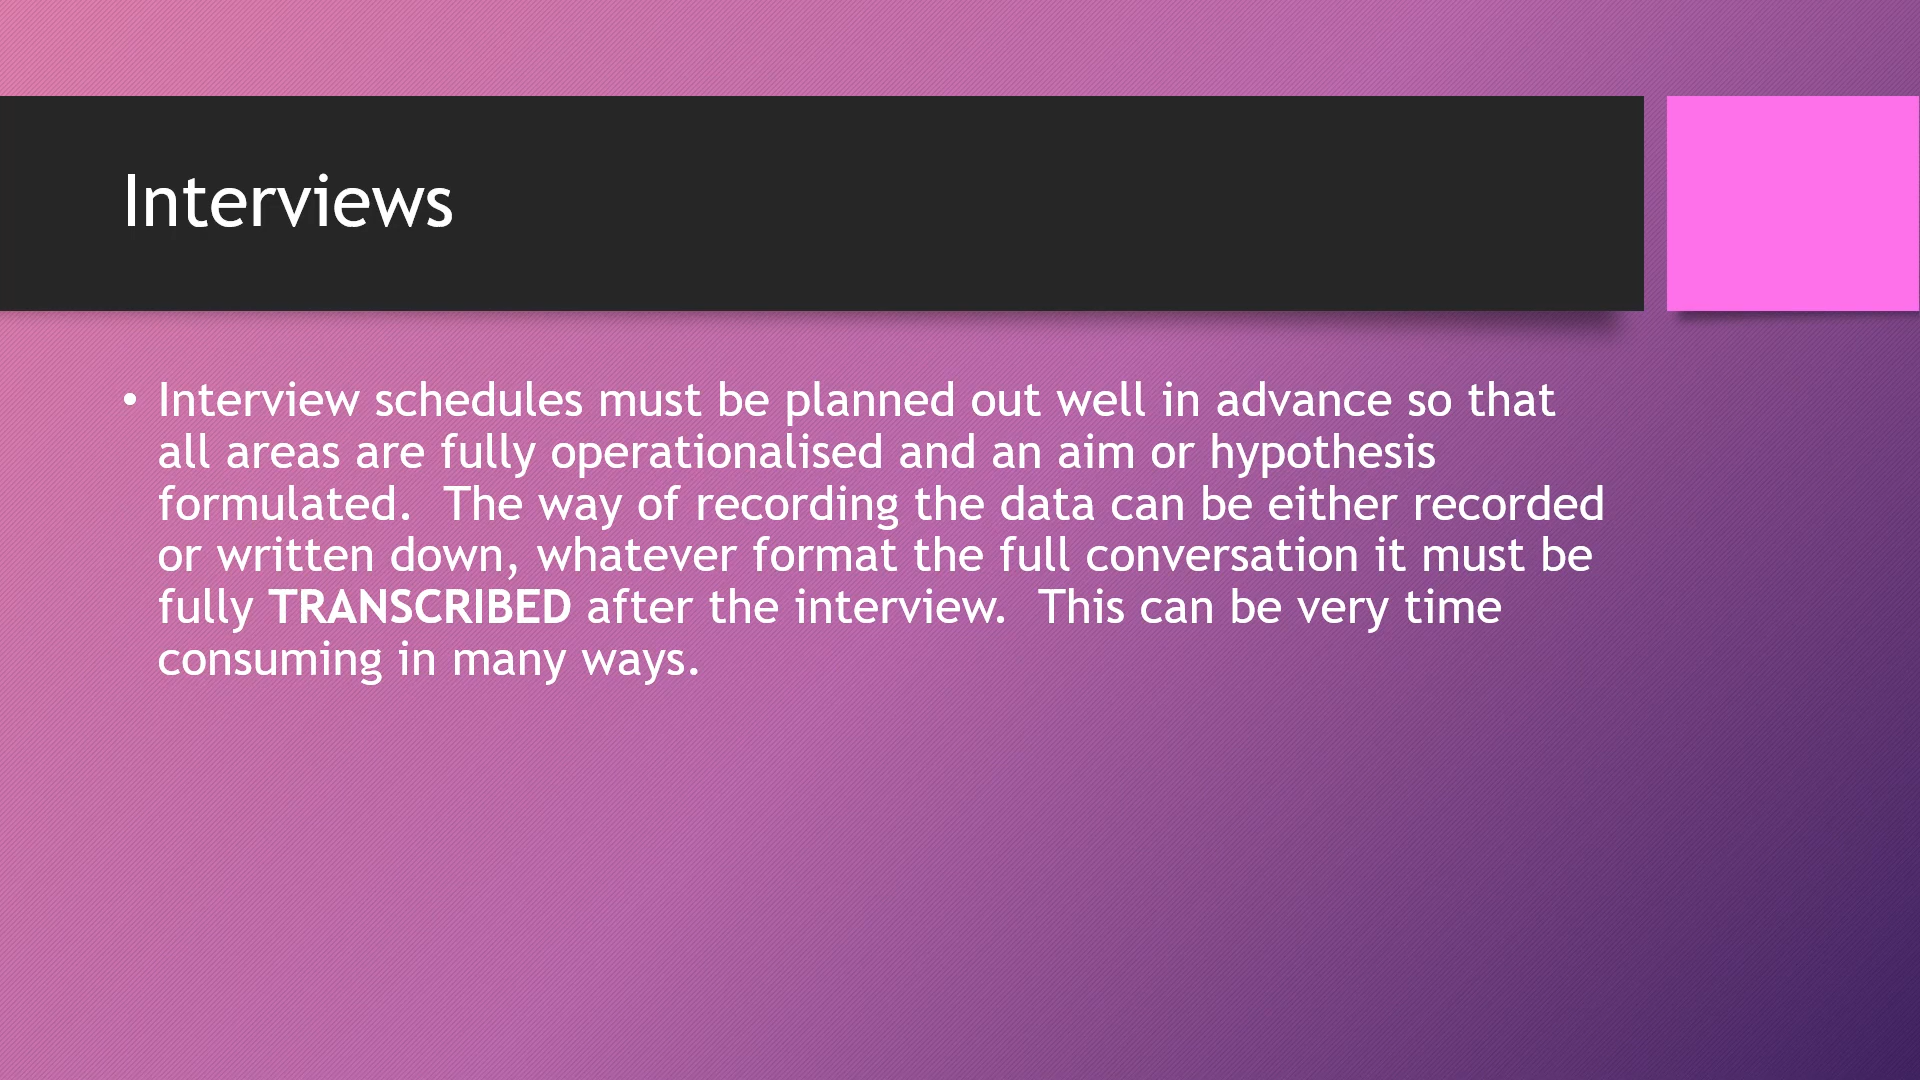 Interviews
• Interview schedules must be planned out well in advance so that
all areas are fully operationalised and an aim or hypothesis
formulated.  The way of recording the data can be either recorded
or written down, whatever format the full conversation it must be
fully TRANSCRIBED after the interview.  This can be very time
consuming in many ways.